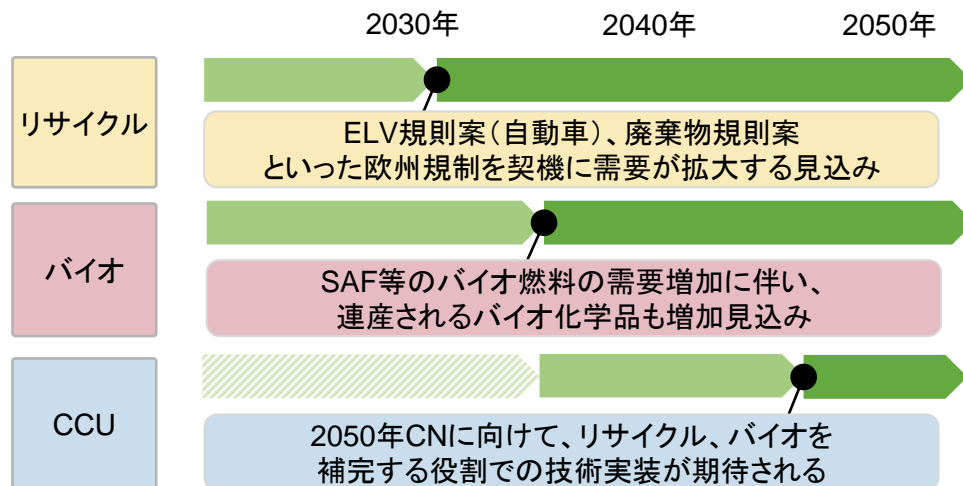 2030年 2040年 2050年
リサイクル
ELV規則案（自動車）、廃棄物規則案
といった欧州規制を契機に需要が拡大する見込み
バイオ
SAF等のバイオ燃料の需要増加に伴い、
連産されるバイオ化学品も増加見込み
CCU
2050年CNに向けて、リサイクル、バイオを
補完する役割での技術実装が期待される